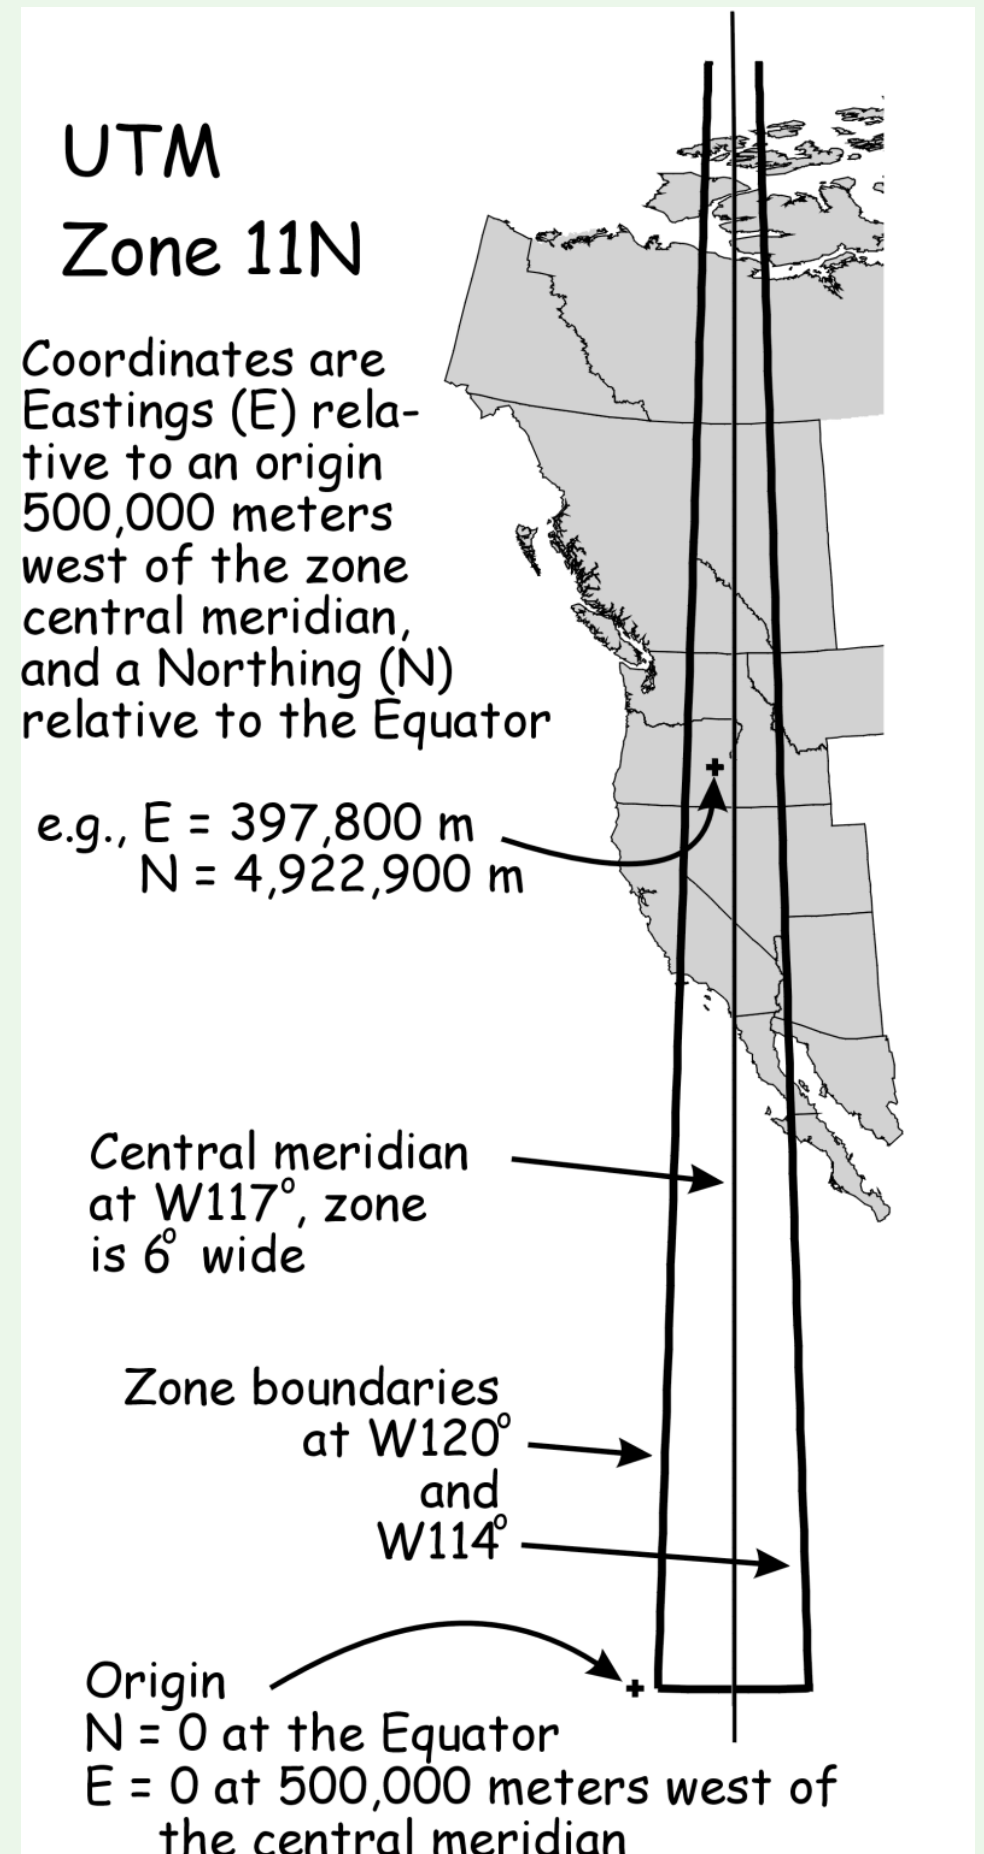 UTM
Zone 11N
Coordinates are
Eastings (E) rela-
tive to an origin
500,000 meters
west of the zone
central meridian,
and a Northing (N)
relative to the Equator
e.g., E = 397,800 m
N = 4,922,900 m
Central meridian
at W117°, zone
is 6° wide
Zone boundaries
at W120°
and
W114°
Origin
N = 0 at the Equator
E = 0 at 500,000 meters west of
the central meridian